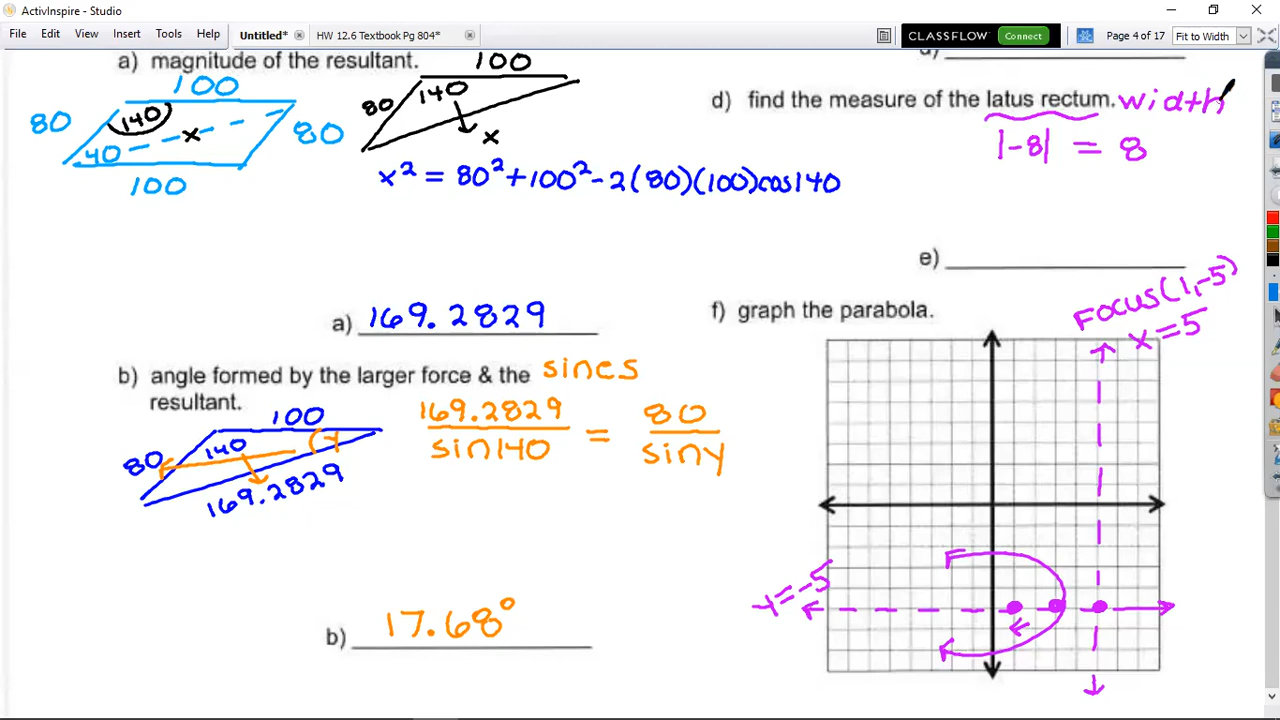 ActivInspire - Studio
File Edit View Insert Tools Help
Untitled*
HW 12.6 Textbook Pg 804*
CLASSFLOW Connect
Page 4 of 17
Fit to Width
a) magnitude of the resultant.
100
80
140
40
x
80
100
100
80
140
x
x² = 80² + 100² - 2(80)(100)cos140
a) 169.2829
b) angle formed by the larger force & the
resultant.
sines
100
80
140
Y
169.2829
169.2829 = 80
sin140 sinY
b) 17.68°
d) find the measure of the latus rectum. width
|-8| = 8
e)
f) graph the parabola.
Focus(1,-5)
x=5
Y=-5